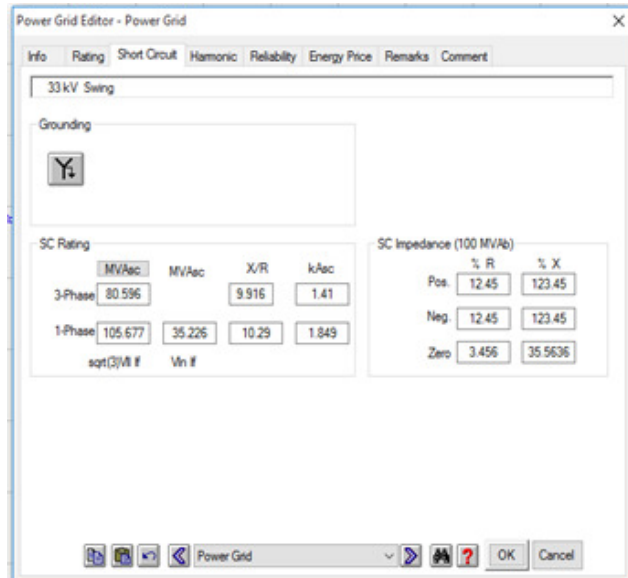 Power Grid Editor - Power Grid
Info Rating Short Circuit Harmonic Reliability Energy Price Remarks Comment
33 kV Swing
Grounding
SC Rating
MVAsc MVAsc X/R kAsc
3-Phase 80.596 9.916 1.41
1-Phase 105.677 35.226 10.29 1.849
sqrt(3)Vll If Vln If
SC Impedance (100 MVAb)
% R % X
Pos. 12.45 123.45
Neg. 12.45 123.45
Zero 3.456 35.5636
Power Grid ? OK Cancel